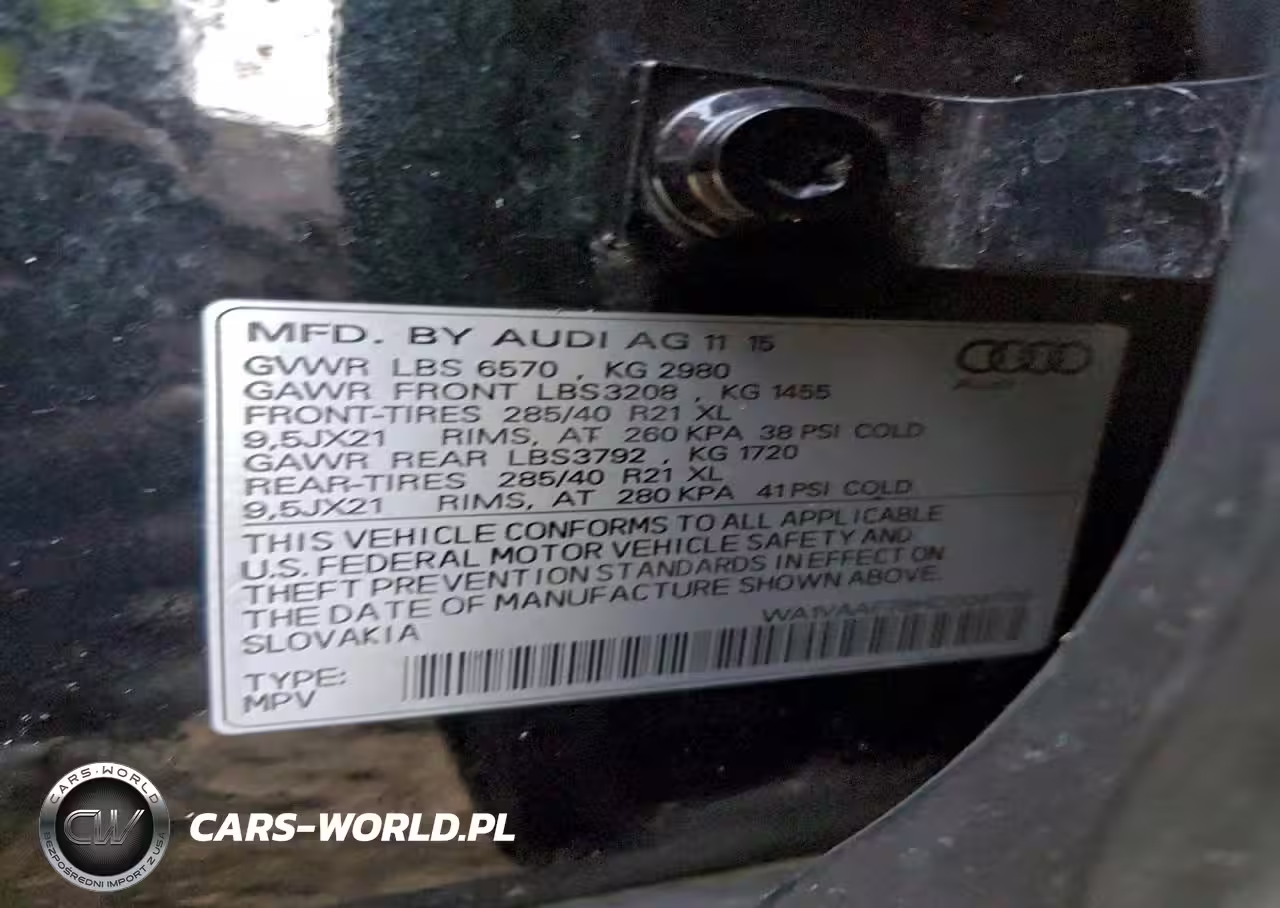 MFD. BY AUDI AG 11 15
GVWR LBS 6570 , KG 2980
GAWR FRONT LBS3208 , KG 1455
FRONT-TIRES 285/40 R21 XL
9,5JX21 RIMS, AT 260 KPA 38 PSI COLD
GAWR REAR LBS3792 , KG 1720
REAR-TIRES 285/40 R21 XL
9,5JX21 RIMS, AT 280 KPA 41 PSI COLD
THIS VEHICLE CONFORMS TO ALL APPLICABLE
U.S. FEDERAL MOTOR VEHICLE SAFETY AND
THEFT PREVENTION STANDARDS IN EFFECT ON
THE DATE OF MANUFACTURE SHOWN ABOVE.
SLOVAKIA
TYPE:
MPV
Audi
CARS-WORLD
CW
BEZPOŚREDNI IMPORT Z USA
CARS-WORLD.PL